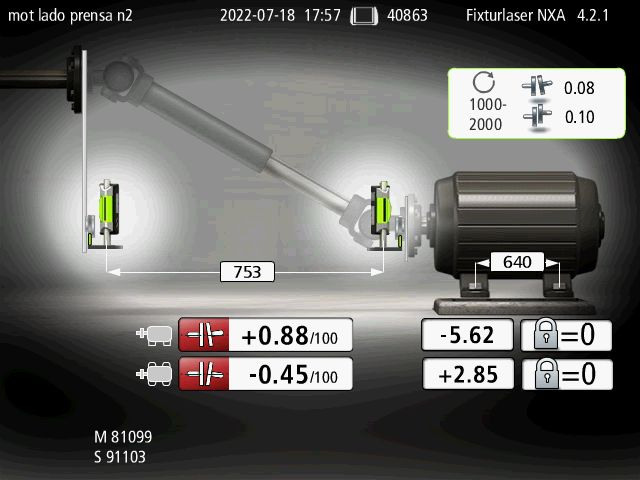 mot lado prensa n2 2022-07-18 17:57 40863 Fixturlaser NXA 4.2.1
1000-
2000
0.08
0.10
753
640
+0.88/100 -5.62 =0
-0.45/100 +2.85 =0
M 81099
S 91103